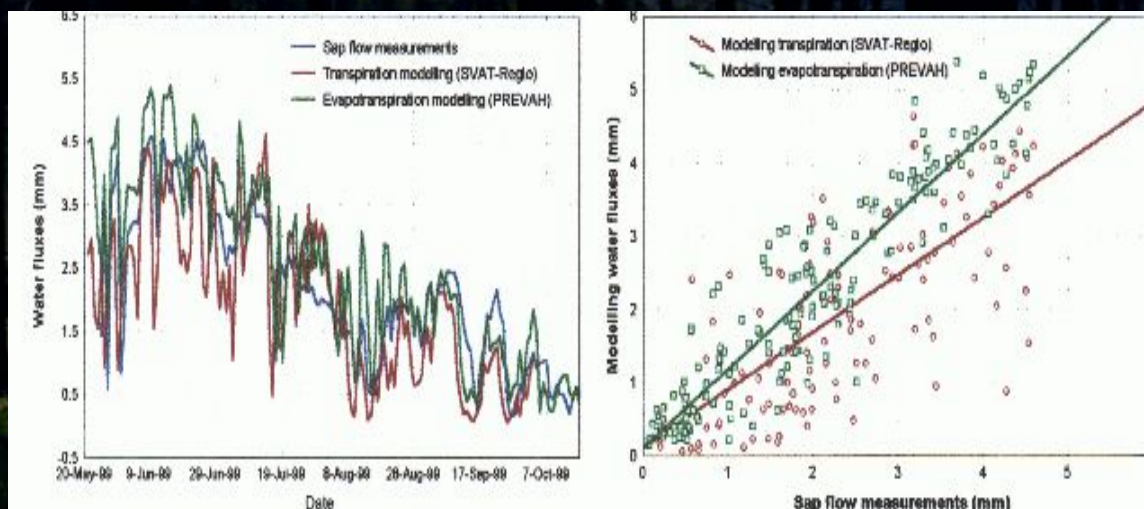 6.5
5.5
4.5
3.5
2.5
1.5
0.5
-0.5
Water fluxes (mm)
Sap flow measurements
Transpiration modelling (SVAT-Regio)
Evapotranspiration modelling (PREVAH)
20-May-99 9-Jun-99 29-Jun-99 19-Jul-99 8-Aug-99 28-Aug-99 17-Sep-99 7-Oct-99
Date
6
5
4
3
2
1
0
Modelling water fluxes (mm)
Modeling transpiration (SVAT-Regio)
Modeling evapotranspiration (PREVAH)
0 1 2 3 4 5
Sap flow measurements (mm)